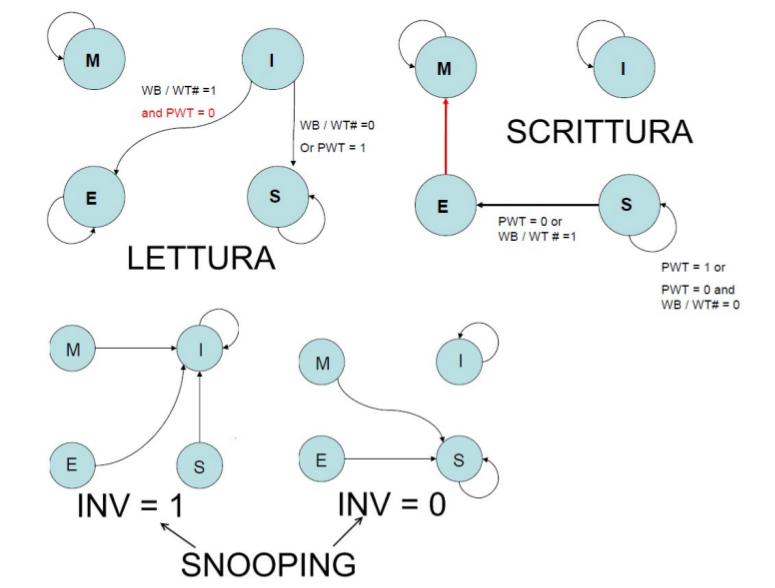 M
I
WB / WT# =1
and PWT = 0
WB / WT# =0
Or PWT = 1
E
S
LETTURA
M
I
SCRITTURA
E
S
PWT = 0 or
WB / WT # =1
PWT = 1 or
PWT = 0 and
WB / WT# = 0
M
I
E
S
INV = 1
M
I
E
S
INV = 0
SNOOPING